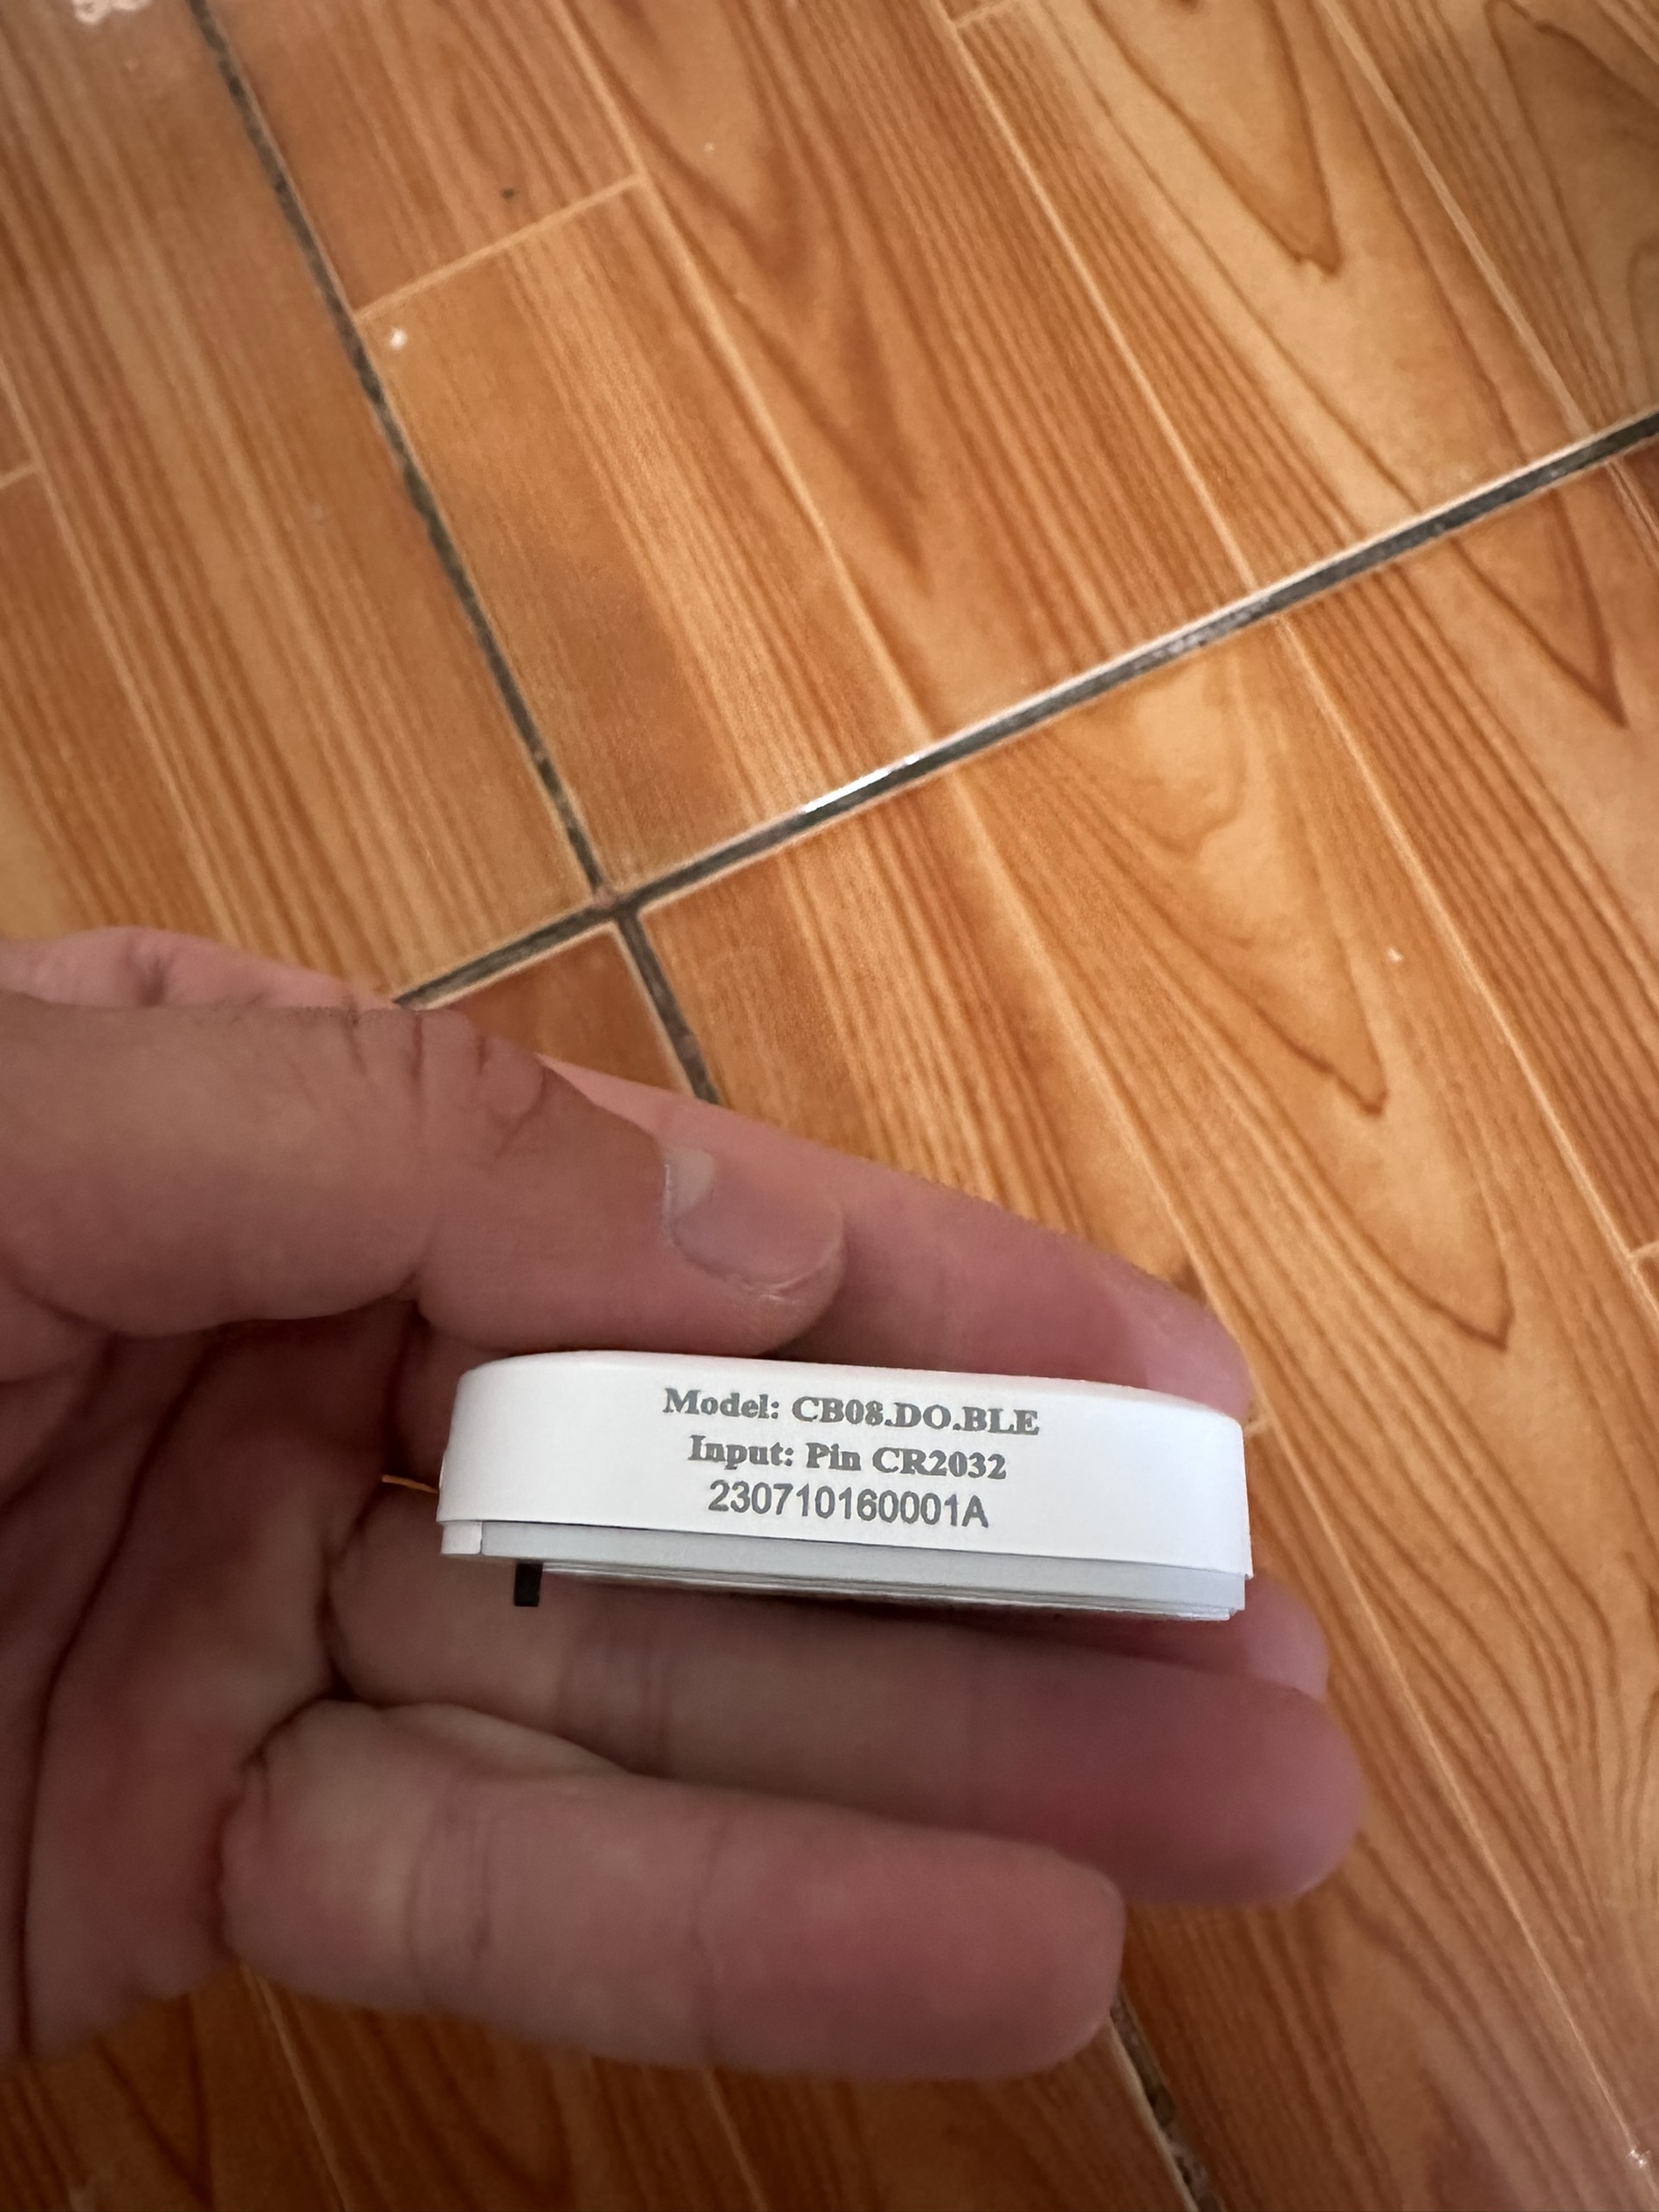 Model: CB08.DO.BLE
Input: Pin CR2032
230710160001A